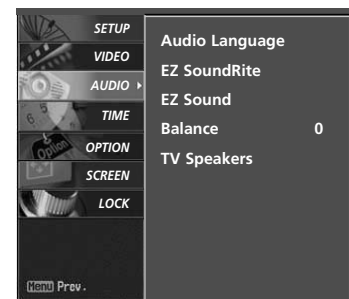 SETUP
VIDEO
AUDIO
TIME
OPTION
SCREEN
LOCK
Menu Prev.
Audio Language
EZ SoundRite
EZ Sound
Balance 0
TV Speakers